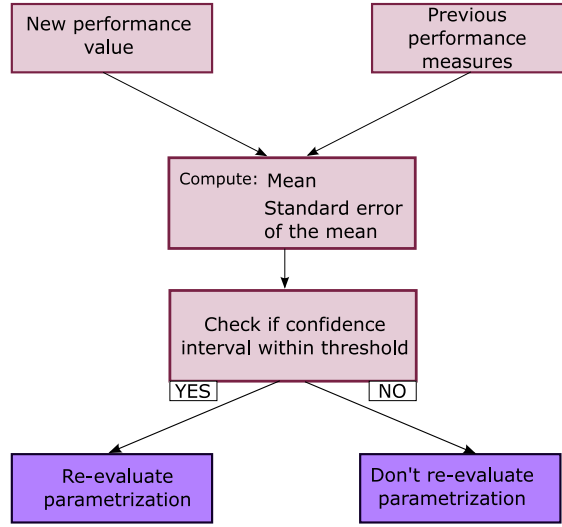 New performance
value
Previous
performance
measures
Compute: Mean
Standard error
of the mean
Check if confidence
interval within threshold
YES
NO
Re-evaluate
parametrization
Don't re-evaluate
parametrization